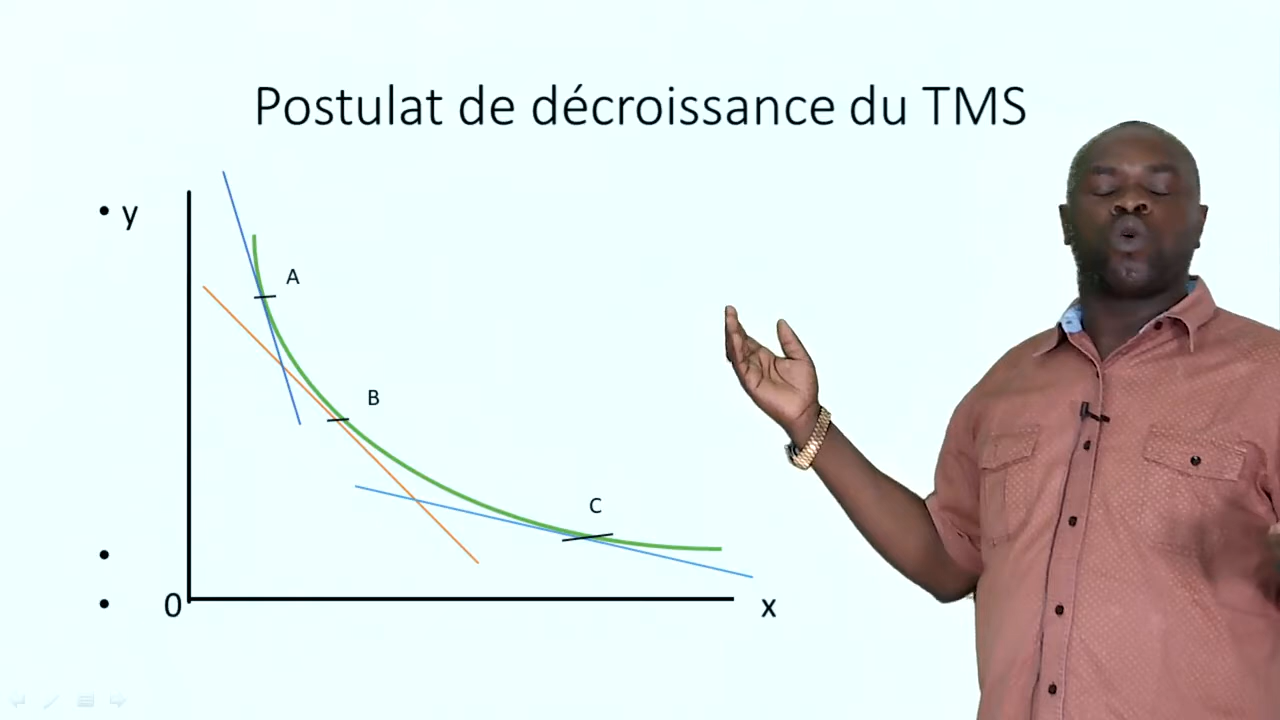 Postulat de décroissance du TMS
• y
A
B
C
•
• 0
x